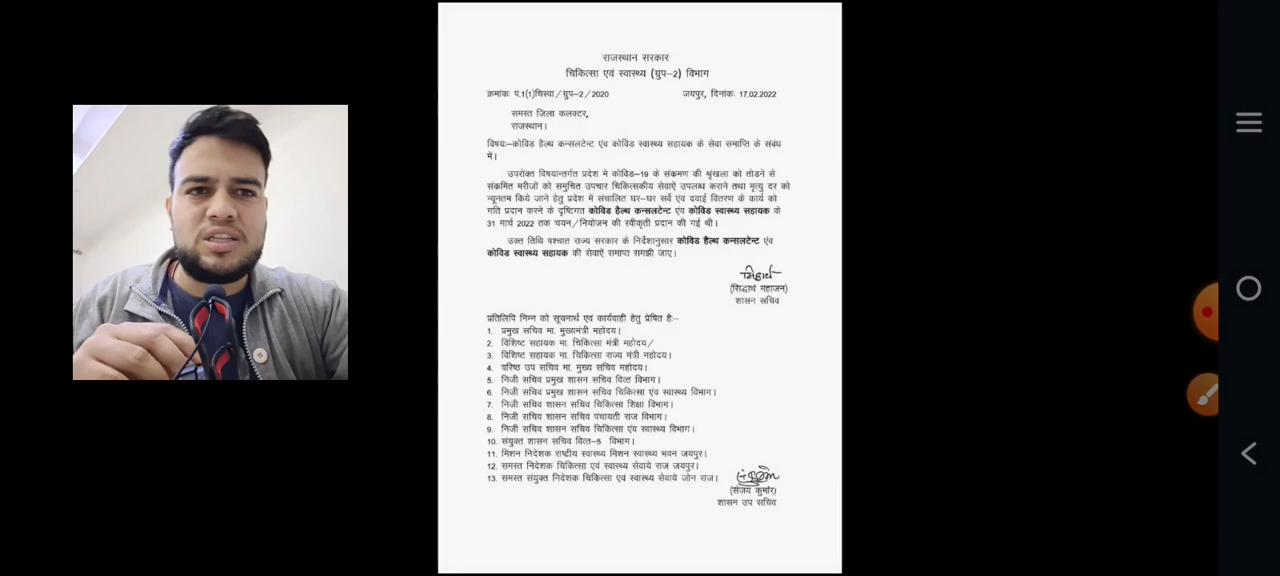 राजस्थान सरकार
चिकित्सा एवं स्वास्थ्य (ग्रुप–2) विभाग
क्रमांकः प.1(1)चिस्वा/ग्रुप–2/2020 जयपुर, दिनांकः 17.02.2022
समस्त जिला कलक्टर,
राजस्थान।
विषयः–कोविड हैल्थ कन्सलटेन्ट एंव कोविड स्वास्थ्य सहायक के सेवा समाप्ति के संबंध
में।
उपरोक्त विषयान्तर्गत प्रदेश मे कोविड–19 के संक्रमण की श्रृंखला को तोडने से
संक्रमित मरीजों को समुचित उपचार चिकित्सकीय सेवाऐं उपलब्ध कराने तथा मृत्यु दर को
न्यूनतम किये जाने हेतु प्रदेश में संचालित घर–घर सर्वे एंव दवाई वितरण के कार्य को
गति प्रदान करने के दृष्टिगत कोविड हैल्थ कन्सलटेन्ट एंव कोविड स्वास्थ्य सहायक के
31 मार्च 2022 तक चयन/नियोजन की स्वीकृती प्रदान की गई थी।
उक्त तिथि पश्चात राज्य सरकार के निर्देशानुसार कोविड हैल्थ कन्सलटेन्ट एंव
कोविड स्वास्थ्य सहायक की सेवाऐं समाप्त समझी जाए।
(सिद्धार्थ महाजन)
शासन सचिव
प्रतिलिपि निम्न को सूचनार्थ एवं कार्यवाही हेतु प्रेषित हैः–
1. प्रमुख सचिव मा. मुख्यमंत्री महोदय।
2. विशिष्ट सहायक मा. चिकित्सा मंत्री महोदय/
3. विशिष्ट सहायक मा. चिकित्सा राज्य मंत्री महोदय।
4. वरिष्ठ उप सचिव मा. मुख्य सचिव महोदय।
5. निजी सचिव प्रमुख शासन सचिव वित्त विभाग।
6. निजी सचिव प्रमुख शासन सचिव चिकित्सा एंव स्वास्थ्य विभाग।
7. निजी सचिव शासन सचिव चिकित्सा शिक्षा विभाग।
8. निजी सचिव शासन सचिव पंचायती राज विभाग।
9. निजी सचिव शासन सचिव चिकित्सा एंव स्वास्थ्य विभाग।
10. संयुक्त शासन सचिव वित्त–5 विभाग।
11. मिशन निदेशक राष्टीय स्वास्थ्य मिशन स्वास्थ्य भवन जयपुर।
12. समस्त निदेशक चिकित्सा एवं स्वास्थ्य सेवाये राज जयपुर।
13. समस्त संयुक्त निदेशक चिकित्सा एवं स्वास्थ्य सेवाये जोन राज।
(संजय कुमार)
शासन उप सचिव